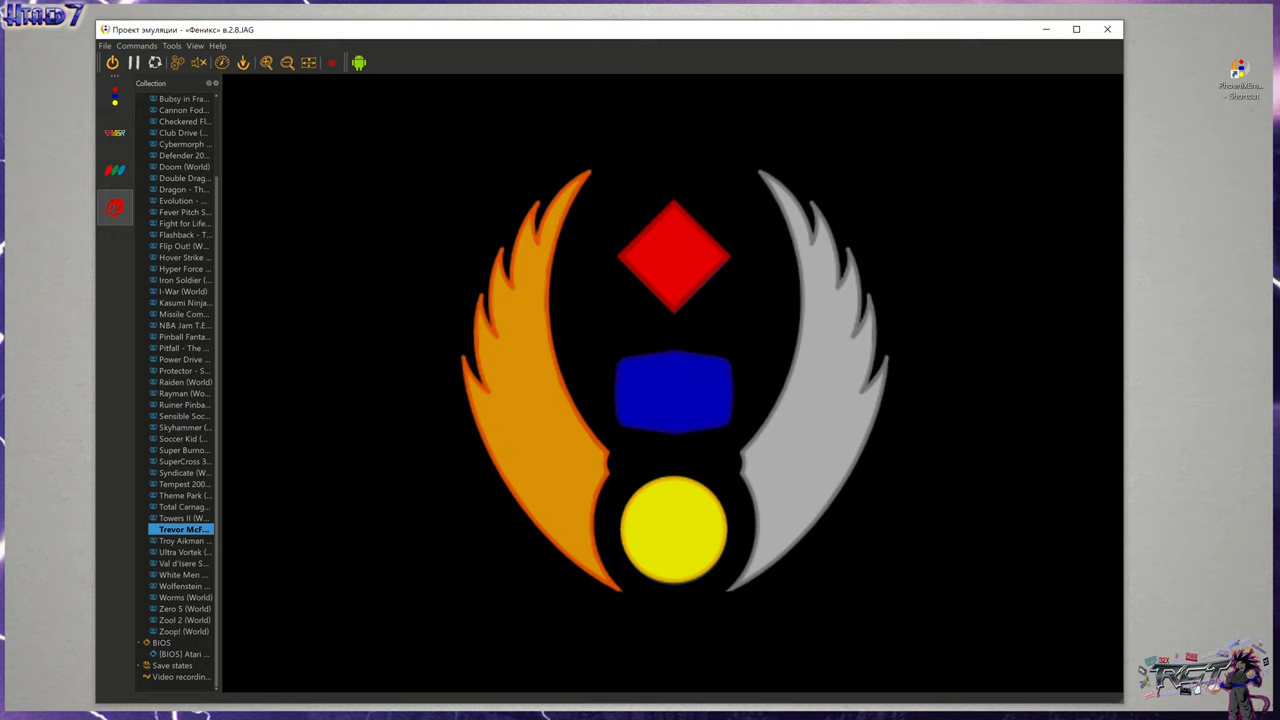 Htaed 7
Проект эмуляции - «Феникс» в.2.8.JAG
File Commands Tools View Help
PhoenixEmu...
- Shortcut
Collection
Bubsy in Fra...
Cannon Fod...
Checkered Fl...
Club Drive (...
Cybermorph ...
Defender 20...
Doom (World)
Double Drag...
Dragon - Th...
Evolution - ...
Fever Pitch S...
Fight for Life...
Flashback - T...
Flip Out! (W...
Hover Strike ...
Hyper Force ...
Iron Soldier (...
I-War (World)
Kasumi Ninja...
Missile Com...
NBA Jam T.E...
Pinball Fanta...
Pitfall - The ...
Power Drive ...
Protector - S...
Raiden (World)
Rayman (Wo...
Ruiner Pinba...
Sensible Soc...
Skyhammer (...
Soccer Kid (...
Super Burno...
SuperCross 3...
Syndicate (W...
Tempest 200...
Theme Park (...
Total Carnag...
Towers II (W...
Trevor McF...
Troy Aikman ...
Ultra Vortek (...
Val d'Isere S...
White Men ...
Wolfenstein ...
Worms (World)
Zero 5 (World)
Zool 2 (World)
Zoop! (World)
BIOS
[BIOS] Atari ...
Save states
Video recordin...